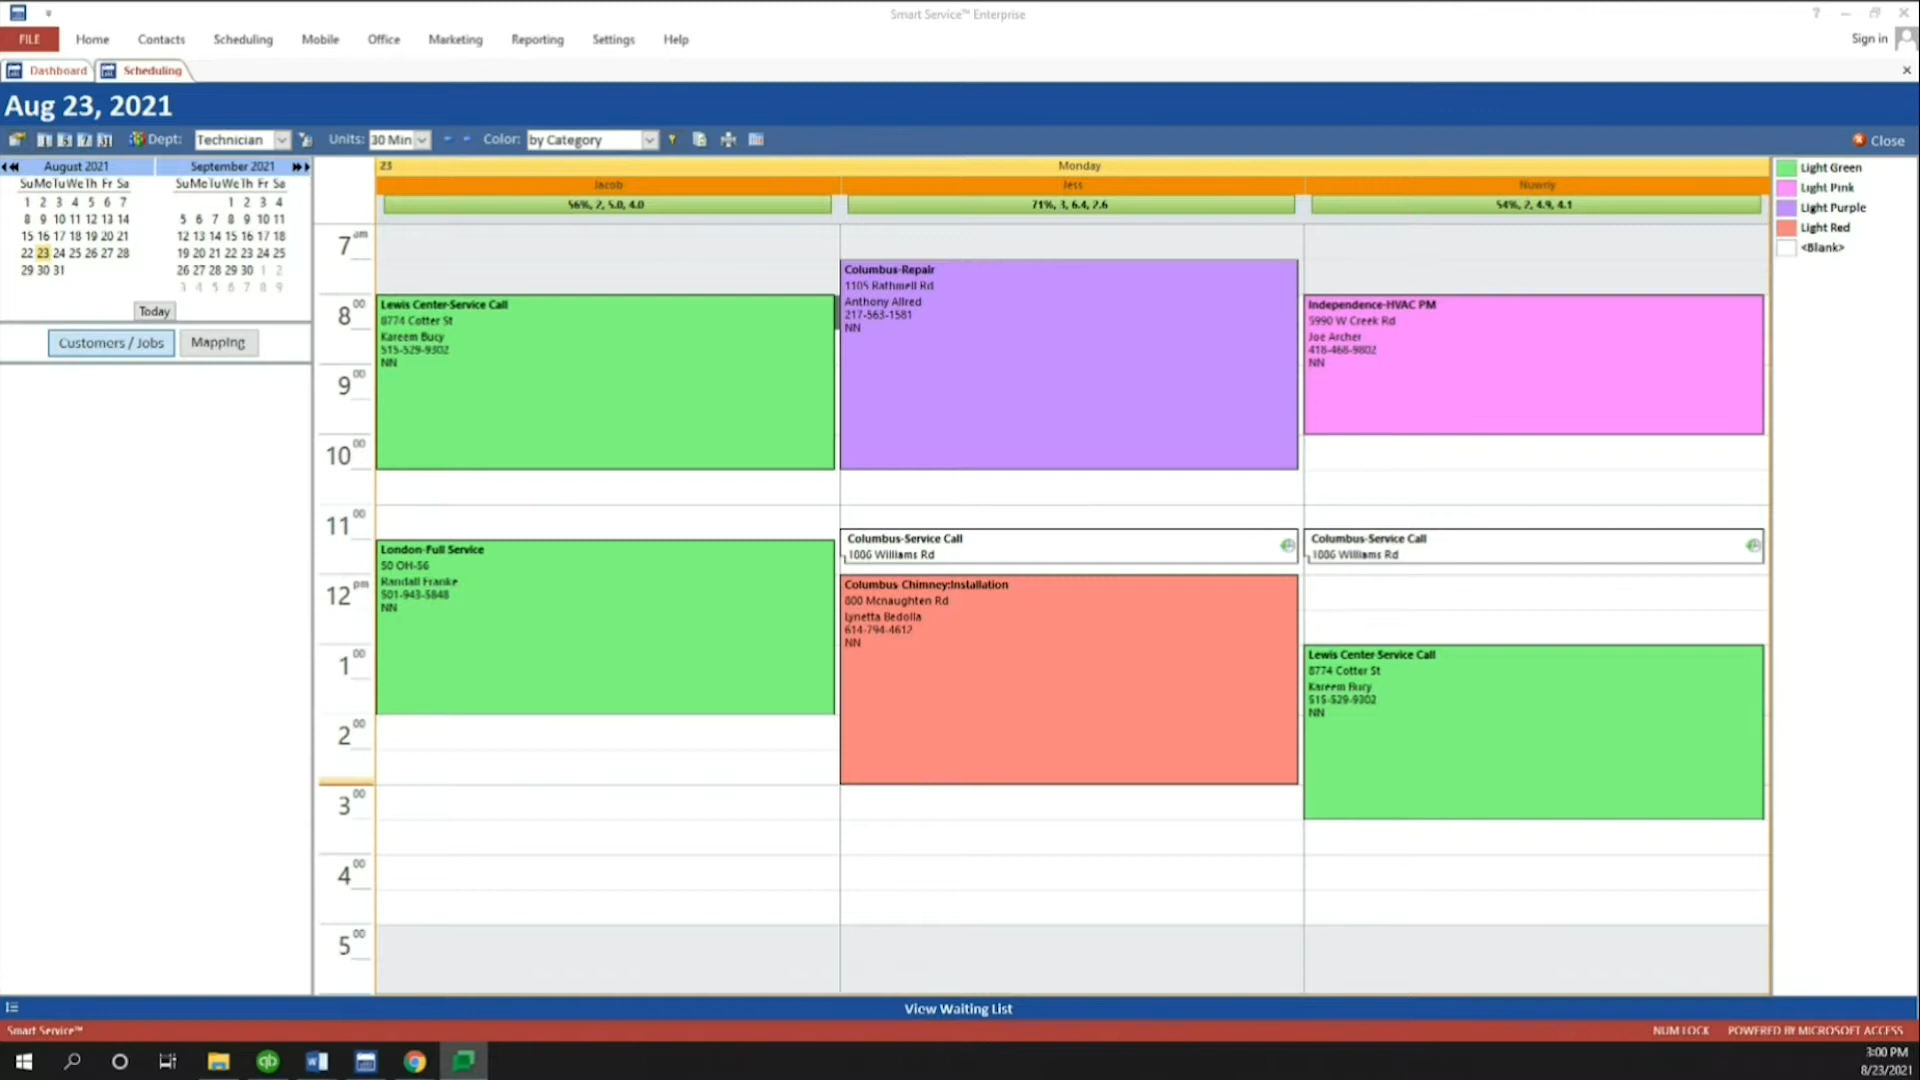 Smart Service™ Enterprise
FILE Home Contacts Scheduling Mobile Office Marketing Reporting Settings Help
Sign in
Dashboard Scheduling
Aug 23, 2021
Dept: Technician Units: 30 Min Color: by Category Close
August 2021 September 2021
Su Mo Tu We Th Fr Sa Su Mo Tu We Th Fr Sa
1 2 3 4 5 6 7 1 2 3 4
8 9 10 11 12 13 14 5 6 7 8 9 10 11
15 16 17 18 19 20 21 12 13 14 15 16 17 18
22 23 24 25 26 27 28 19 20 21 22 23 24 25
29 30 31 26 27 28 29 30 1 2
3 4 5 6 7 8 9
Today
Customers / Jobs Mapping
23 Monday
Jacob Jess
56%, 2, 5.0, 4.0 71%, 3, 6.4, 2.6 54%, 2, 4.9, 4.1
7 am
8 00
9 00
10 00
11 00
12 pm
1 00
2 00
3 00
4 00
5 00
Lewis Center-Service Call
8774 Cotter St
Kareem Bucy
515-529-9302
NN
London-Full Service
50 OH-56
Randall Franke
501-943-5848
NN
Columbus-Repair
1105 Rathmell Rd
Anthony Allred
217-563-1581
NN
Columbus-Service Call
1006 Williams Rd
Columbus Chimney:Installation
800 Mcnaughten Rd
Lynetta Bedolla
614-794-4612
NN
Independence-HVAC PM
5990 W Creek Rd
Joe Archer
418-468-9802
NN
Columbus-Service Call
1006 Williams Rd
Lewis Center Service Call
8774 Cotter St
Kareem Bucy
515-529-9302
NN
Light Green
Light Pink
Light Purple
Light Red
<Blank>
View Waiting List
Smart Service™
NUM LOCK POWERED BY MICROSOFT ACCESS
3:00 PM
8/23/2021